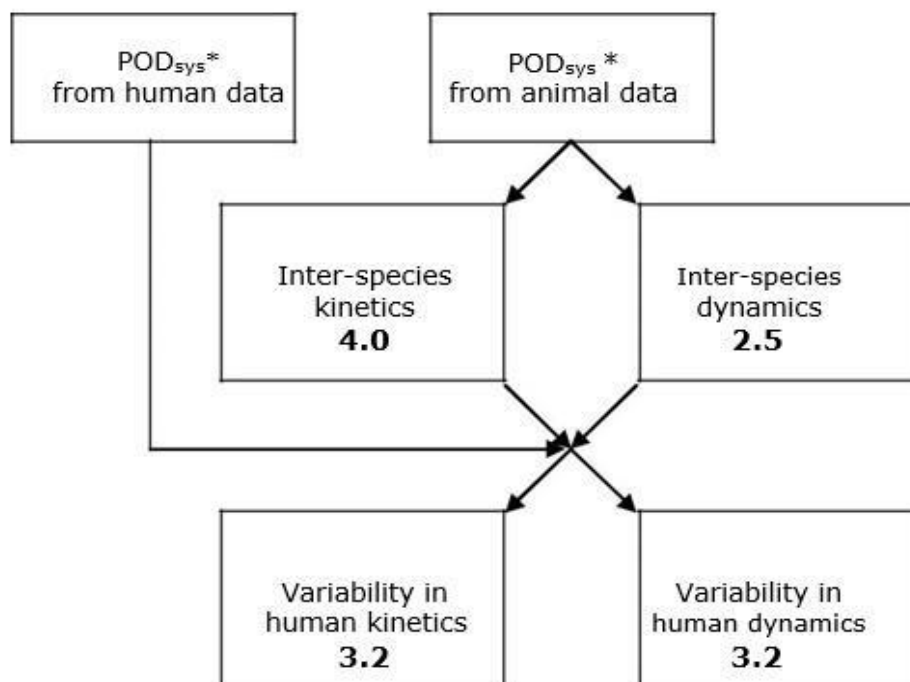 PODsys*
from human data
PODsys *
from animal data
Inter-species
kinetics
4.0
Inter-species
dynamics
2.5
Variability in
human kinetics
3.2
Variability in
human dynamics
3.2